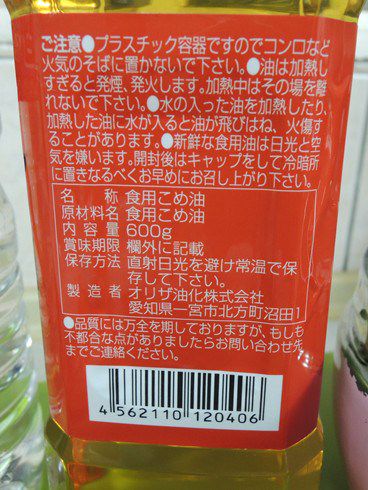 ご注意●プラスチック容器ですのでコンロなど
火気のそばに置かないで下さい。●油は加熱し
すぎると発煙、発火します。加熱中はその場を離
れないで下さい。●水の入った油を加熱したり、
加熱した油に水が入ると油が飛びはね、火傷す
ることがあります。●新鮮な食用油は日光と空
気を嫌います。開封後はキャップをして冷暗所
に置きなるべくお早めにお召し上がり下さい。
名　称 食用こめ油
原材料名 食用こめ油
内容量 600g
賞味期限 欄外に記載
保存方法 直射日光を避け常温で保
存して下さい。
製造者 オリザ油化株式会社
愛知県一宮市北方町沼田1
●品質には万全を期しておりますが、もしも
不都合な点がありましたらお問い合わせ先
までご連絡ください。
4 562110 120406